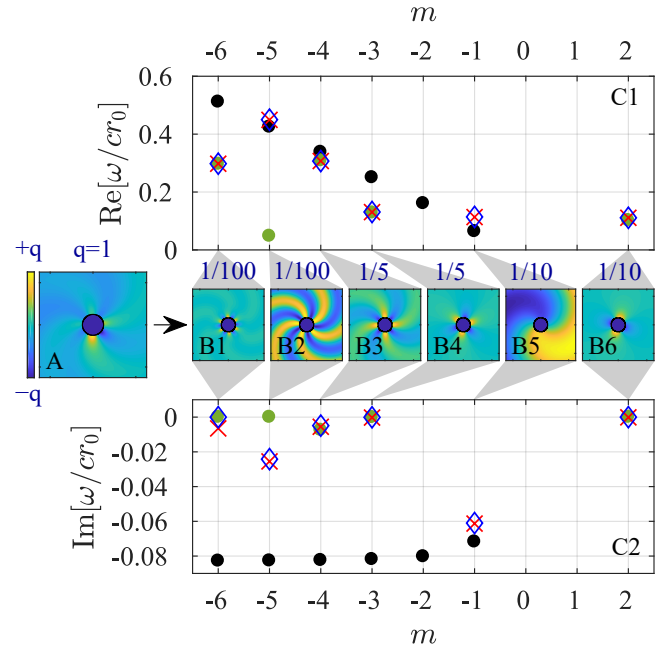 m
-6 -5 -4 -3 -2 -1 0 1 2
0.6
0.4
0.2
0
Re[ω/cr₀]
C1
+q
−q
q=1
A
1/100 1/100 1/5 1/5 1/10 1/10
B1 B2 B3 B4 B5 B6
0
-0.02
-0.04
-0.06
-0.08
Im[ω/cr₀]
C2
-6 -5 -4 -3 -2 -1 0 1 2
m